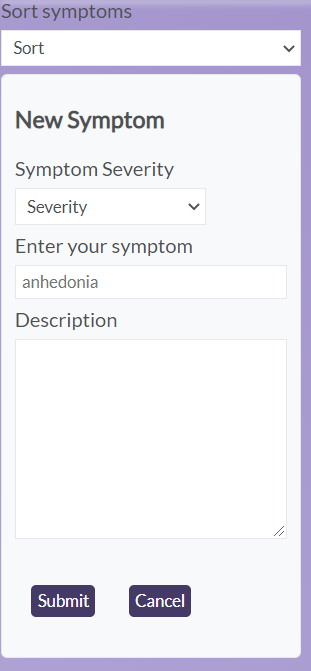 Sort symptoms
Sort
New Symptom
Symptom Severity
Severity
Enter your symptom
anhedonia
Description
Submit Cancel